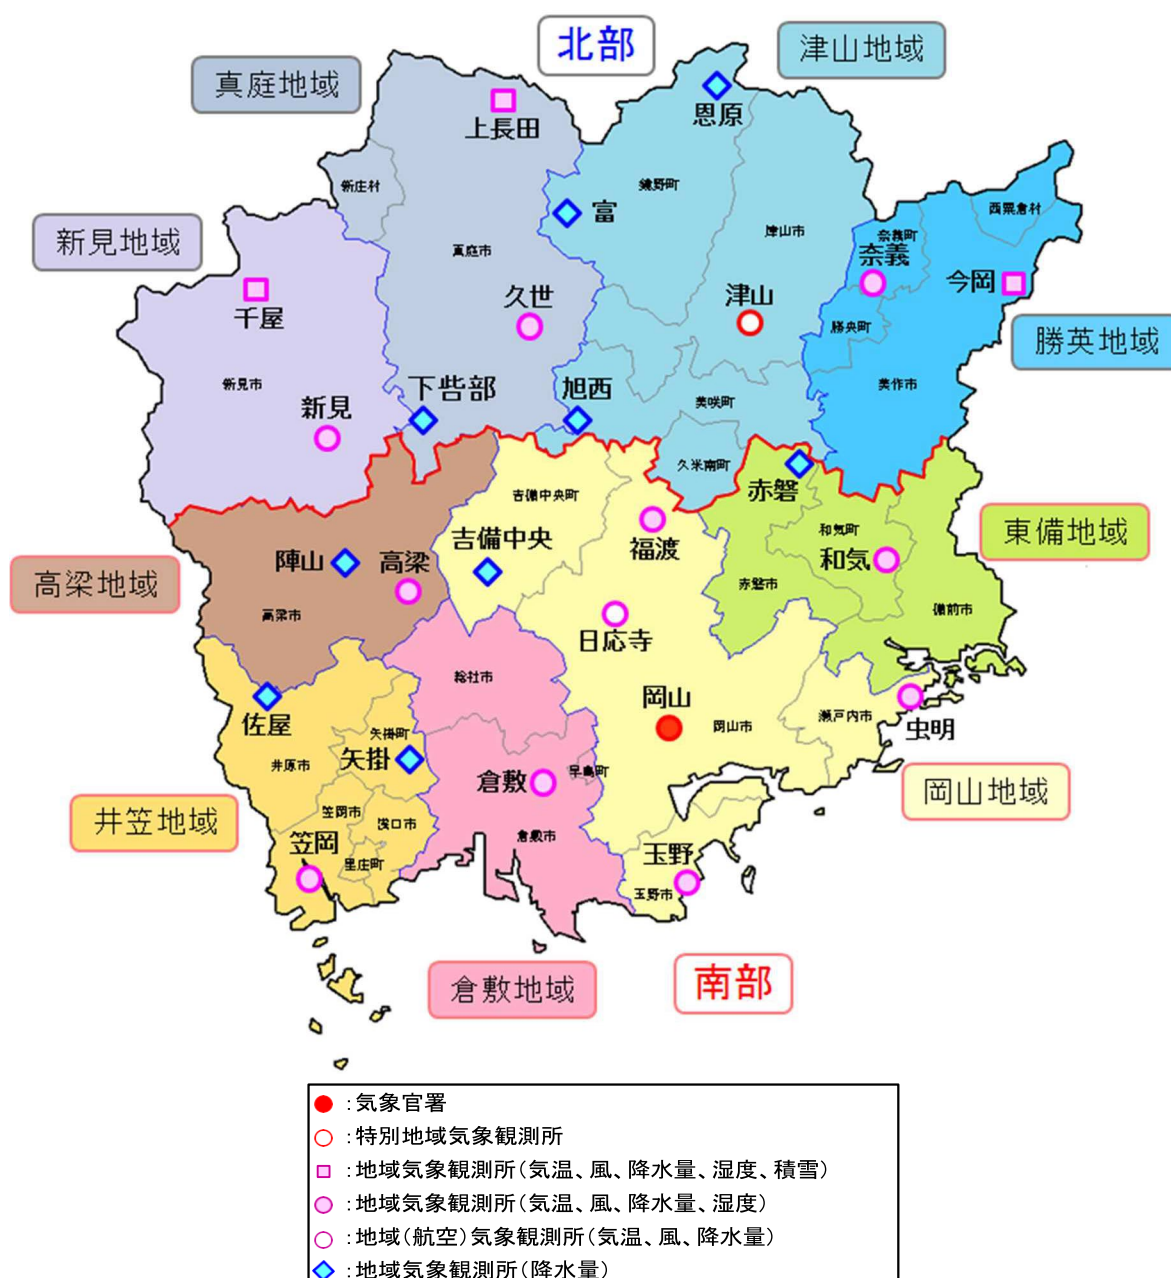 北部
津山地域
真庭地域
恩原
上長田
鏡野町
新庄村
西粟倉村
富
新見地域
津山市
奈義町
奈義
真庭市
今岡
千屋
久世
津山
勝央町
勝英地域
新見市
下呰部
旭西
美作市
新見
美咲町
久米南町
赤磐
吉備中央町
東備地域
和気町
吉備中央
福渡
陣山
高梁
和気
高梁地域
赤磐市
高梁市
備前市
日応寺
総社市
岡山
佐屋
瀬戸内市
岡山市
虫明
矢掛町
矢掛
井原市
早島町
倉敷
岡山地域
井笠地域
笠岡市
浅口市
倉敷市
笠岡
里庄町
玉野
玉野市
南部
倉敷地域
:気象官署
:特別地域気象観測所
:地域気象観測所(気温、風、降水量、湿度、積雪)
:地域気象観測所(気温、風、降水量、湿度)
:地域(航空)気象観測所(気温、風、降水量)
:地域気象観測所(降水量)